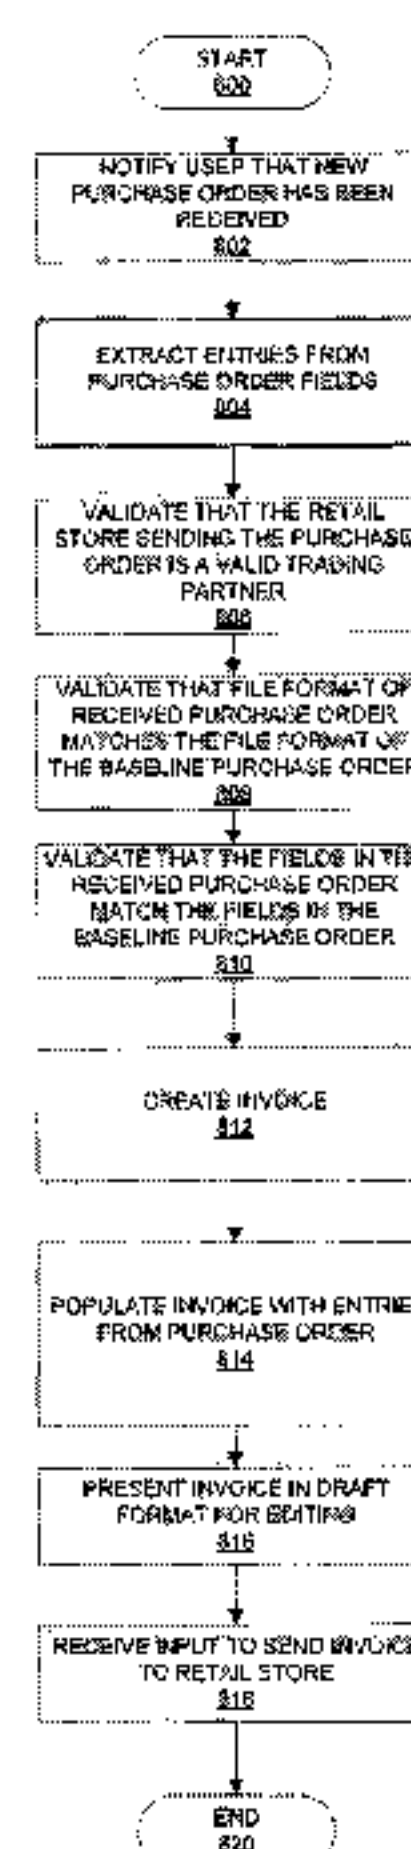 START
800
NOTIFY USER THAT NEW
PURCHASE ORDER HAS BEEN
RECEIVED
802
EXTRACT ENTRIES FROM
PURCHASE ORDER FIELDS
804
VALIDATE THAT THE RETAIL
STORE SENDING THE PURCHASE
ORDER IS A VALID TRADING
PARTNER
806
VALIDATE THAT FILE FORMAT OF
RECEIVED PURCHASE ORDER
MATCHES THE FILE FORMAT OF
THE BASELINE PURCHASE ORDER
808
VALIDATE THAT THE FIELDS IN THE
RECEIVED PURCHASE ORDER
MATCH THE FIELDS IN THE
BASELINE PURCHASE ORDER
810
CREATE INVOICE
812
POPULATE INVOICE WITH ENTRIE
FROM PURCHASE ORDER
814
PRESENT INVOICE IN DRAFT
FORMAT FOR EDITING
816
RECEIVE INPUT TO SEND INVOICE
TO RETAIL STORE
818
END
820